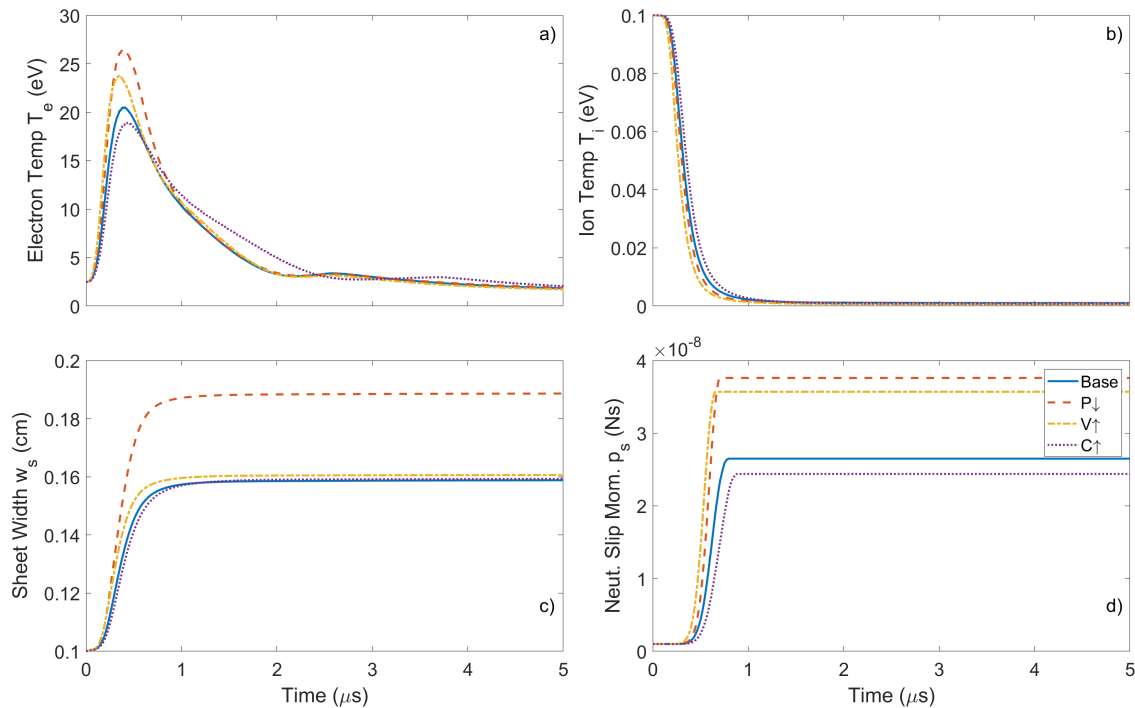 a)
Electron Temp T_e (eV)
30
25
20
15
10
5
0
b)
Ion Temp T_i (eV)
0.1
0.08
0.06
0.04
0.02
0
c)
Sheet Width w_s (cm)
0.2
0.18
0.16
0.14
0.12
0.1
0 1 2 3 4 5
Time (μs)
d)
Neut. Slip Mom. p_s (Ns)
×10^-8
4
3
2
1
0
0 1 2 3 4 5
Time (μs)
Base
P↓
V↑
C↑